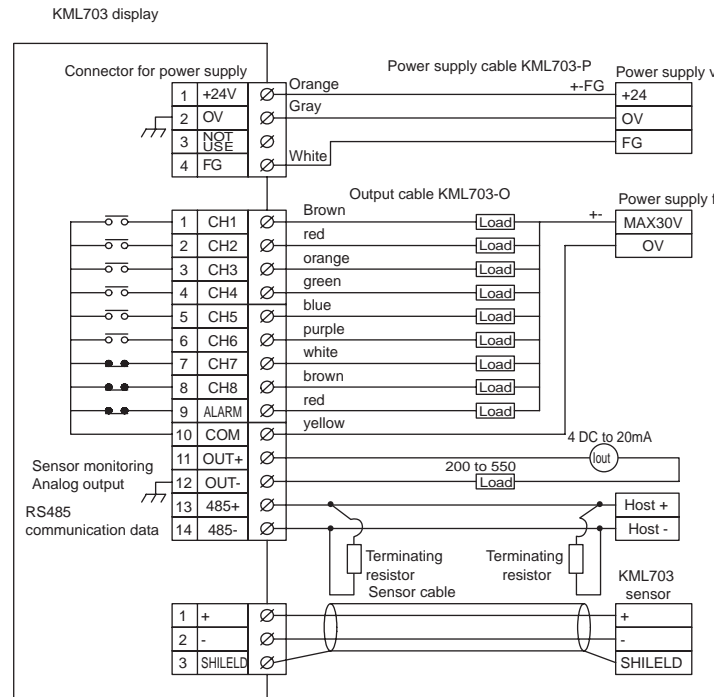 KML703 display
Connector for power supply
Power supply cable KML703-P
Power supply v
1 +24V Orange +-FG +24
2 OV Gray OV
3 NOT USE FG
4 FG White
Output cable KML703-O
Power supply f
1 CH1 Brown Load +- MAX30V
2 CH2 red Load OV
3 CH3 orange Load
4 CH4 green Load
5 CH5 blue Load
6 CH6 purple Load
7 CH7 white Load
8 CH8 brown Load
9 ALARM red Load
10 COM yellow
4 DC to 20mA
11 OUT+ Iout
Sensor monitoring
Analog output
200 to 550
12 OUT- Load
RS485
communication data
13 485+ Host +
14 485- Host -
Terminating
resistor
Terminating
resistor
Sensor cable
KML703
sensor
1 + +
2 - -
3 SHILELD SHILELD